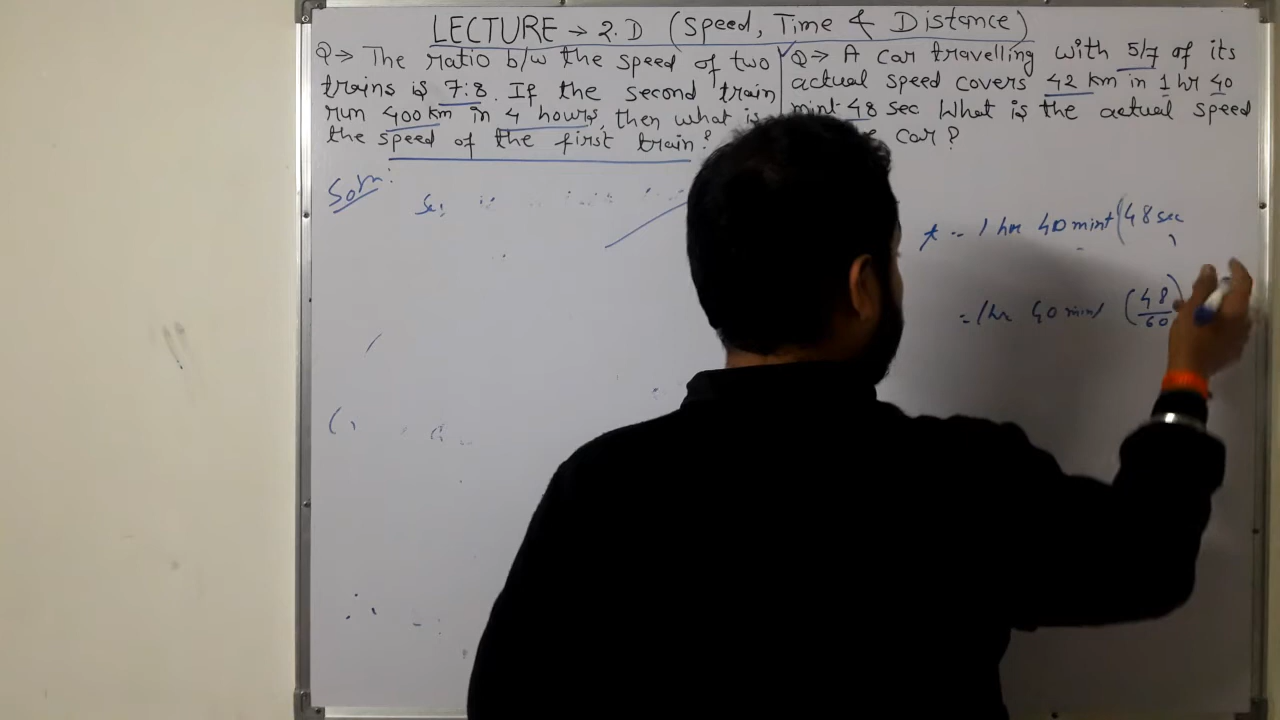 LECTURE → 2.D (Speed, Time & Distance)
Q→ The ratio b/w the speed of two
trains is 7:8. If the second train
run 400 km in 4 hours, then what is
the speed of the first train?
Q→ A car travelling with 5/7 of its
actual speed covers 42 km in 1 hr 40
mint 48 sec What is the actual speed
car?
Soln:
t = 1 hr 40 mint 48 sec
= 1hr 40 mint (48/60)